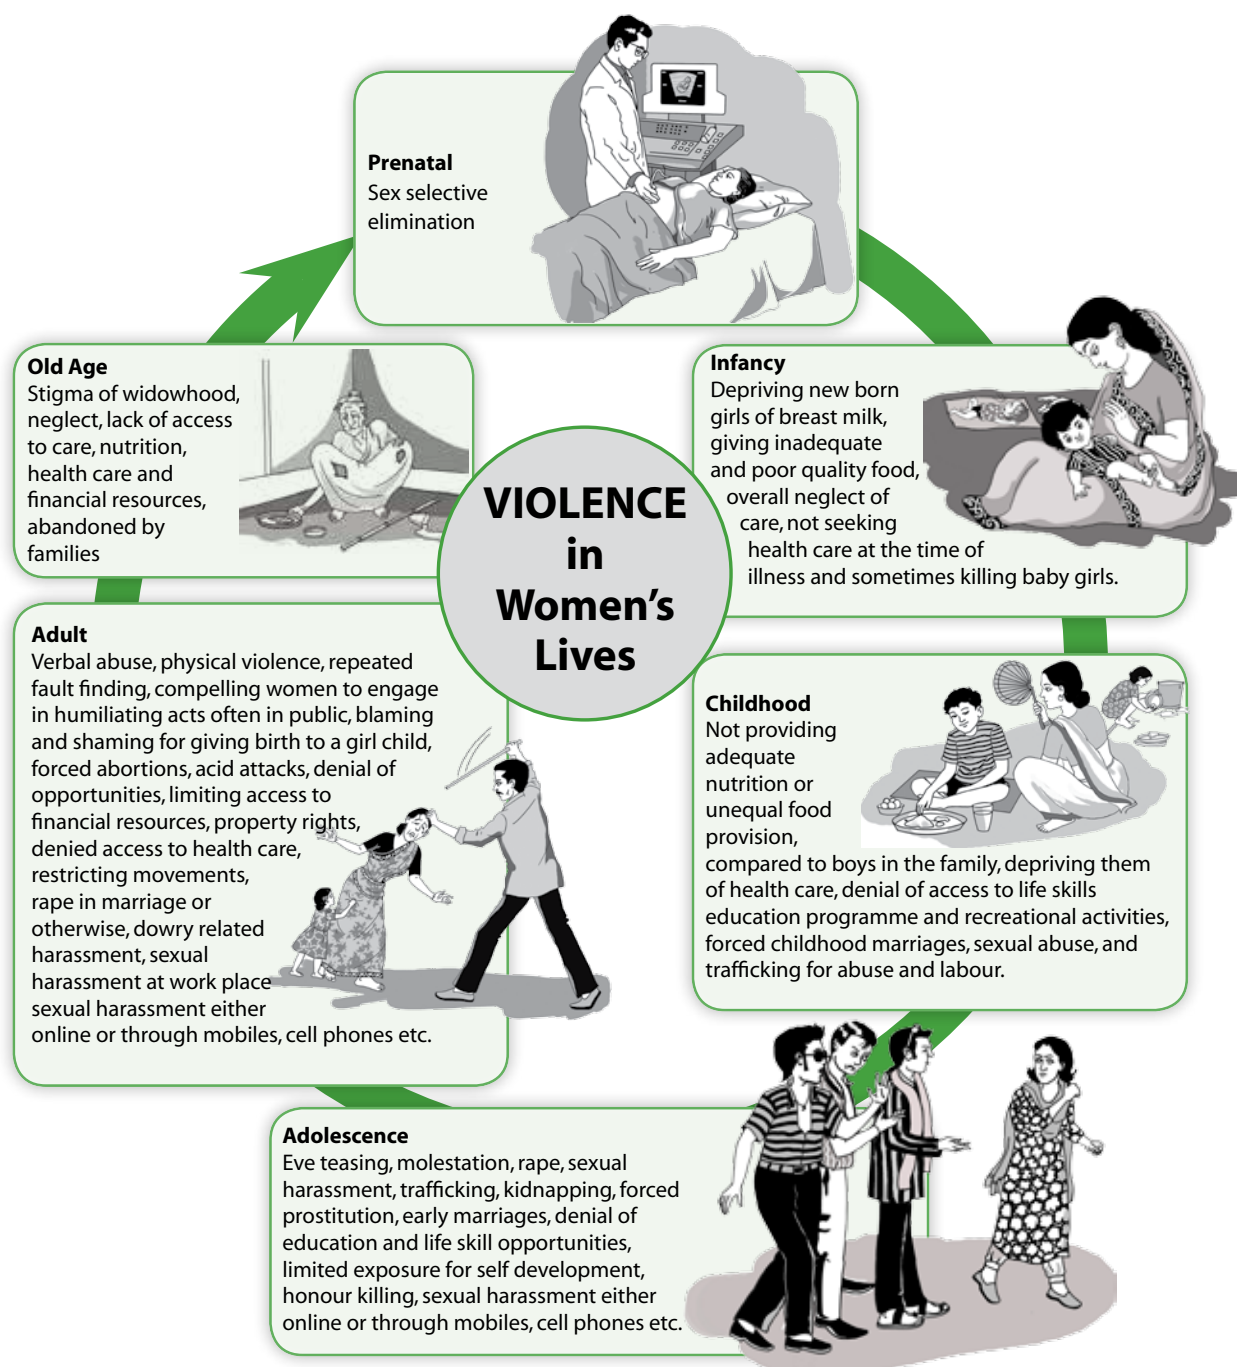 Prenatal
Sex selective
elimination
Infancy
Depriving new born
girls of breast milk,
giving inadequate
and poor quality food,
overall neglect of
care, not seeking
health care at the time of
illness and sometimes killing baby girls.
Childhood
Not providing
adequate
nutrition or
unequal food
provision,
compared to boys in the family, depriving them
of health care, denial of access to life skills
education programme and recreational activities,
forced childhood marriages, sexual abuse, and
trafficking for abuse and labour.
Adolescence
Eve teasing, molestation, rape, sexual
harassment, trafficking, kidnapping, forced
prostitution, early marriages, denial of
education and life skill opportunities,
limited exposure for self development,
honour killing, sexual harassment either
online or through mobiles, cell phones etc.
Adult
Verbal abuse, physical violence, repeated
fault finding, compelling women to engage
in humiliating acts often in public, blaming
and shaming for giving birth to a girl child,
forced abortions, acid attacks, denial of
opportunities, limiting access to
financial resources, property rights,
denied access to health care,
restricting movements,
rape in marriage or
otherwise, dowry related
harassment, sexual
harassment at work place
sexual harassment either
online or through mobiles, cell phones etc.
Old Age
Stigma of widowhood,
neglect, lack of access
to care, nutrition,
health care and
financial resources,
abandoned by
families
VIOLENCE
in
Women's
Lives